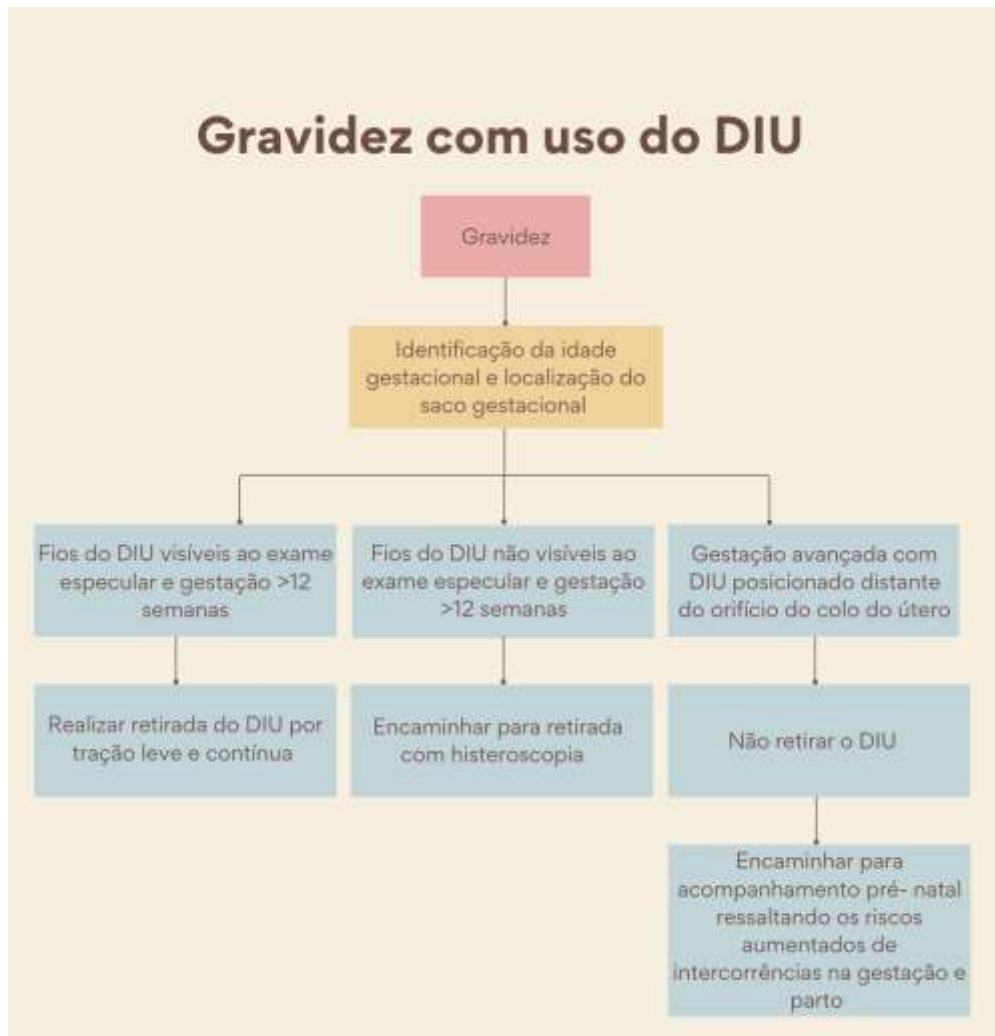 Gravidez com uso do DIU
Gravidez
Identificação da idade
gestacional e localização do
saco gestacional
Fios do DIU visíveis ao exame
especular e gestação >12
semanas
Fios do DIU não visíveis ao
exame especular e gestação
>12 semanas
Gestação avançada com
DIU posicionado distante
do orifício do colo do útero
Realizar retirada do DIU por
tração leve e contínua
Encaminhar para retirada
com histeroscopia
Não retirar o DIU
Encaminhar para
acompanhamento pré- natal
ressaltando os riscos
aumentados de
intercorrências na gestação e
parto